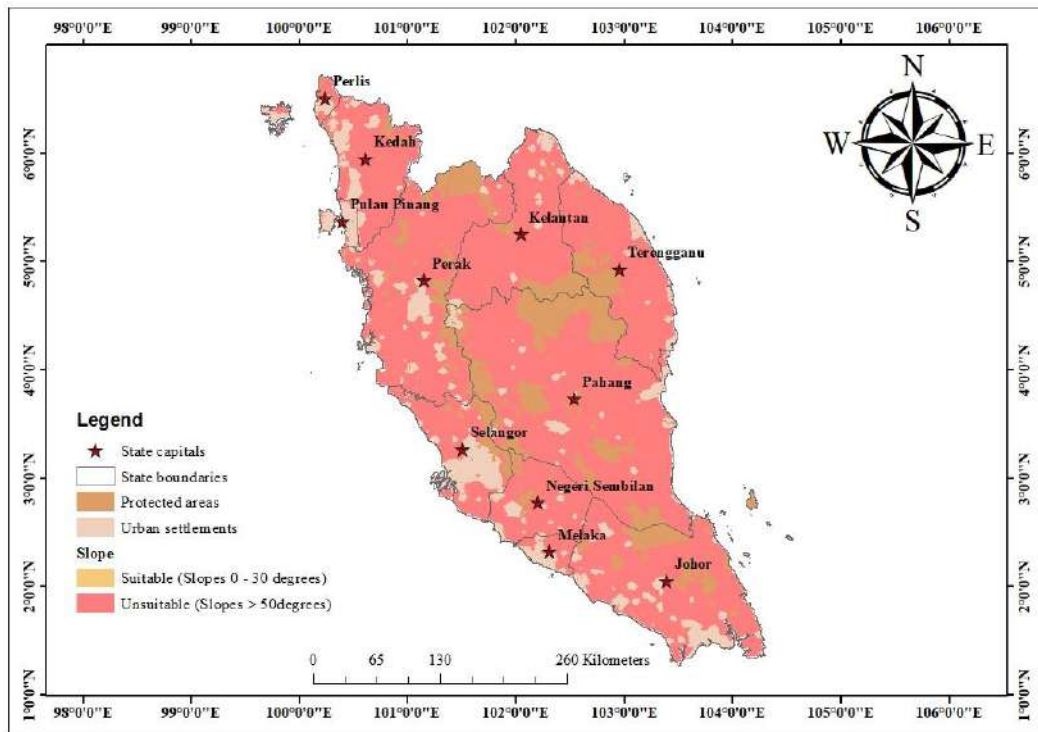 98°0'0"E 99°0'0"E 100°0'0"E 101°0'0"E 102°0'0"E 103°0'0"E 104°0'0"E 105°0'0"E 106°0'0"E
N
W E
S
6°0'0"N 6°0'0"N
5°0'0"N 5°0'0"N
4°0'0"N 4°0'0"N
3°0'0"N 3°0'0"N
2°0'0"N 2°0'0"N
1°0'0"N 1°0'0"N
Perlis
Kedah
Pulau Pinang
Kelantan
Terengganu
Perak
Pahang
Selangor
Negeri Sembilan
Melaka
Johor
Legend
State capitals
State boundaries
Protected areas
Urban settlements
Slope
Suitable (Slopes 0 - 30 degrees)
Unsuitable (Slopes > 50degrees)
0 65 130 260 Kilometers
98°0'0"E 99°0'0"E 100°0'0"E 101°0'0"E 102°0'0"E 103°0'0"E 104°0'0"E 105°0'0"E 106°0'0"E